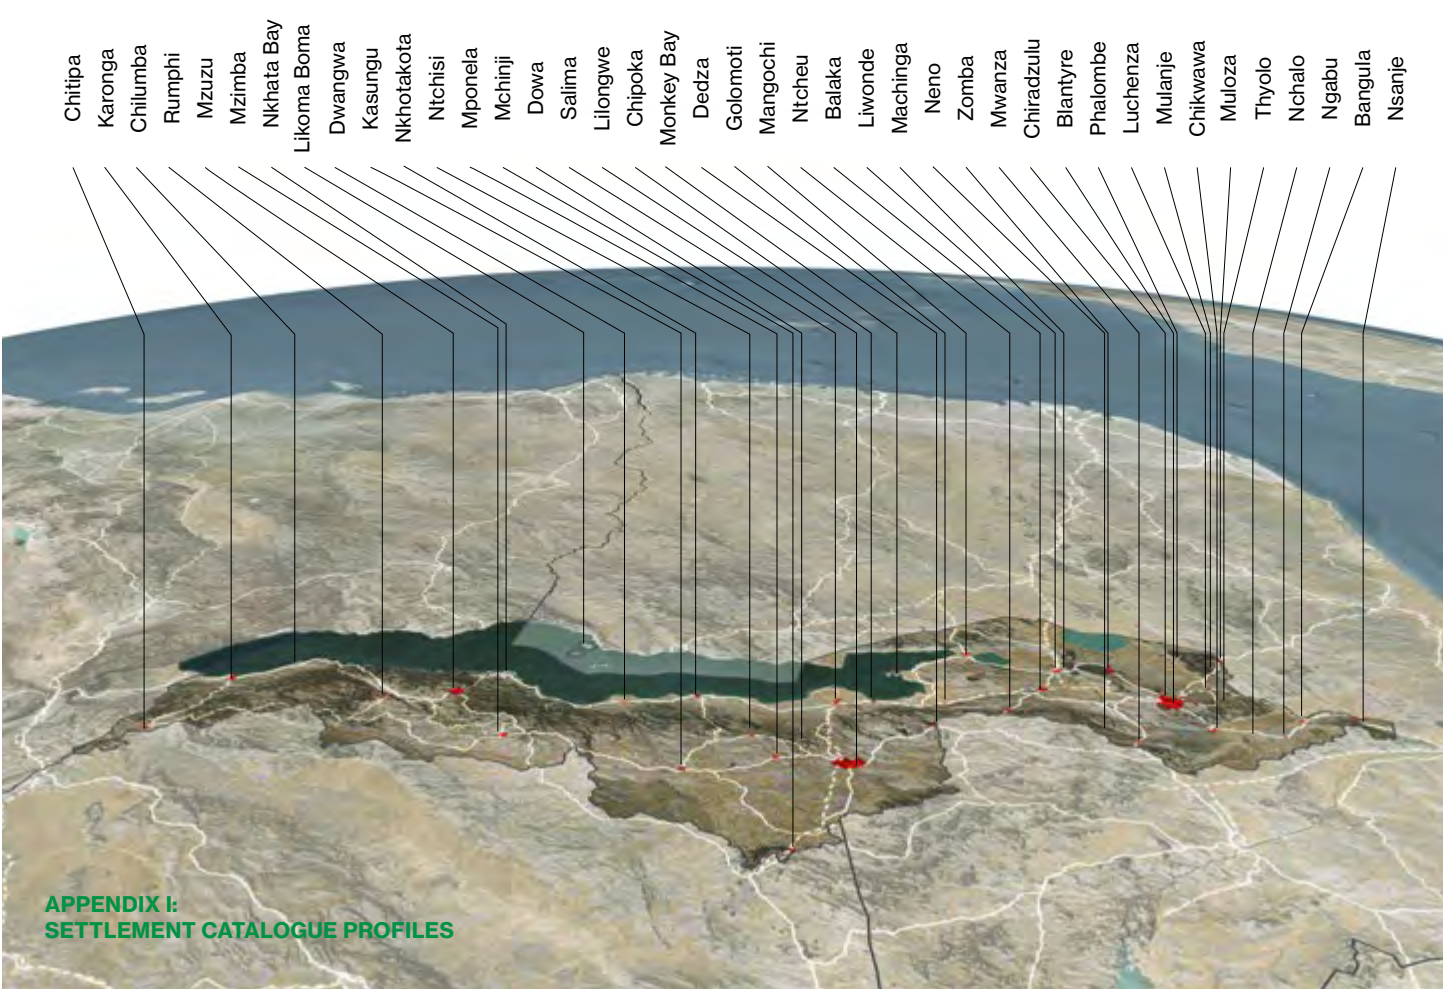 Chitipa
Karonga
Chilumba
Rumphi
Mzuzu
Mzimba
Nkhata Bay
Likoma Boma
Dwangwa
Kasungu
Nkhotakota
Ntchisi
Mponela
Mchinji
Dowa
Salima
Lilongwe
Chipoka
Monkey Bay
Dedza
Golomoti
Mangochi
Ntcheu
Balaka
Liwonde
Machinga
Neno
Zomba
Mwanza
Chiradzulu
Blantyre
Phalombe
Luchenza
Mulanje
Chikwawa
Muloza
Thyolo
Nchalo
Ngabu
Bangula
Nsanje
APPENDIX I:
SETTLEMENT CATALOGUE PROFILES